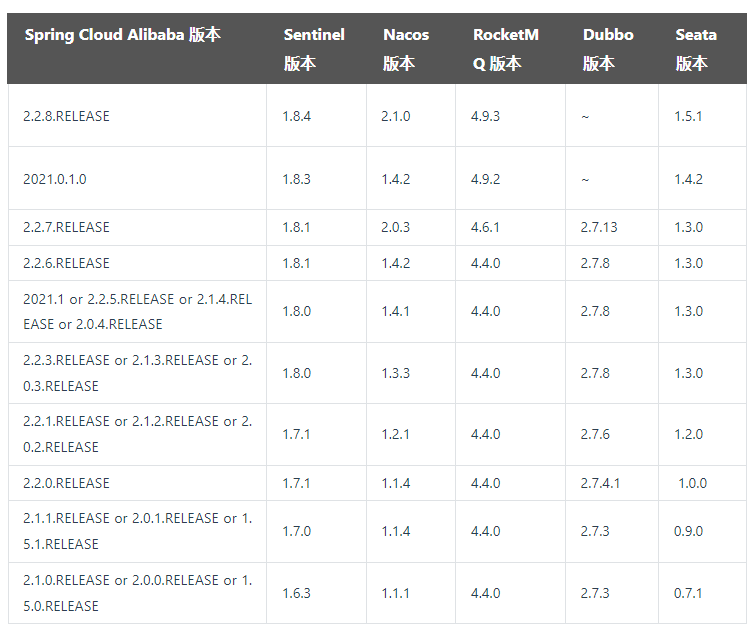 Spring Cloud Alibaba 版本 Sentinel Nacos RocketM Dubbo Seata
版本 版本 Q 版本 版本 版本
2.2.8.RELEASE 1.8.4 2.1.0 4.9.3 ~ 1.5.1
2021.0.1.0 1.8.3 1.4.2 4.9.2 ~ 1.4.2
2.2.7.RELEASE 1.8.1 2.0.3 4.6.1 2.7.13 1.3.0
2.2.6.RELEASE 1.8.1 1.4.2 4.4.0 2.7.8 1.3.0
2021.1 or 2.2.5.RELEASE or 2.1.4.REL
EASE or 2.0.4.RELEASE 1.8.0 1.4.1 4.4.0 2.7.8 1.3.0
2.2.3.RELEASE or 2.1.3.RELEASE or 2.
0.3.RELEASE 1.8.0 1.3.3 4.4.0 2.7.8 1.3.0
2.2.1.RELEASE or 2.1.2.RELEASE or 2.
0.2.RELEASE 1.7.1 1.2.1 4.4.0 2.7.6 1.2.0
2.2.0.RELEASE 1.7.1 1.1.4 4.4.0 2.7.4.1 1.0.0
2.1.1.RELEASE or 2.0.1.RELEASE or 1.
5.1.RELEASE 1.7.0 1.1.4 4.4.0 2.7.3 0.9.0
2.1.0.RELEASE or 2.0.0.RELEASE or 1.
5.0.RELEASE 1.6.3 1.1.1 4.4.0 2.7.3 0.7.1